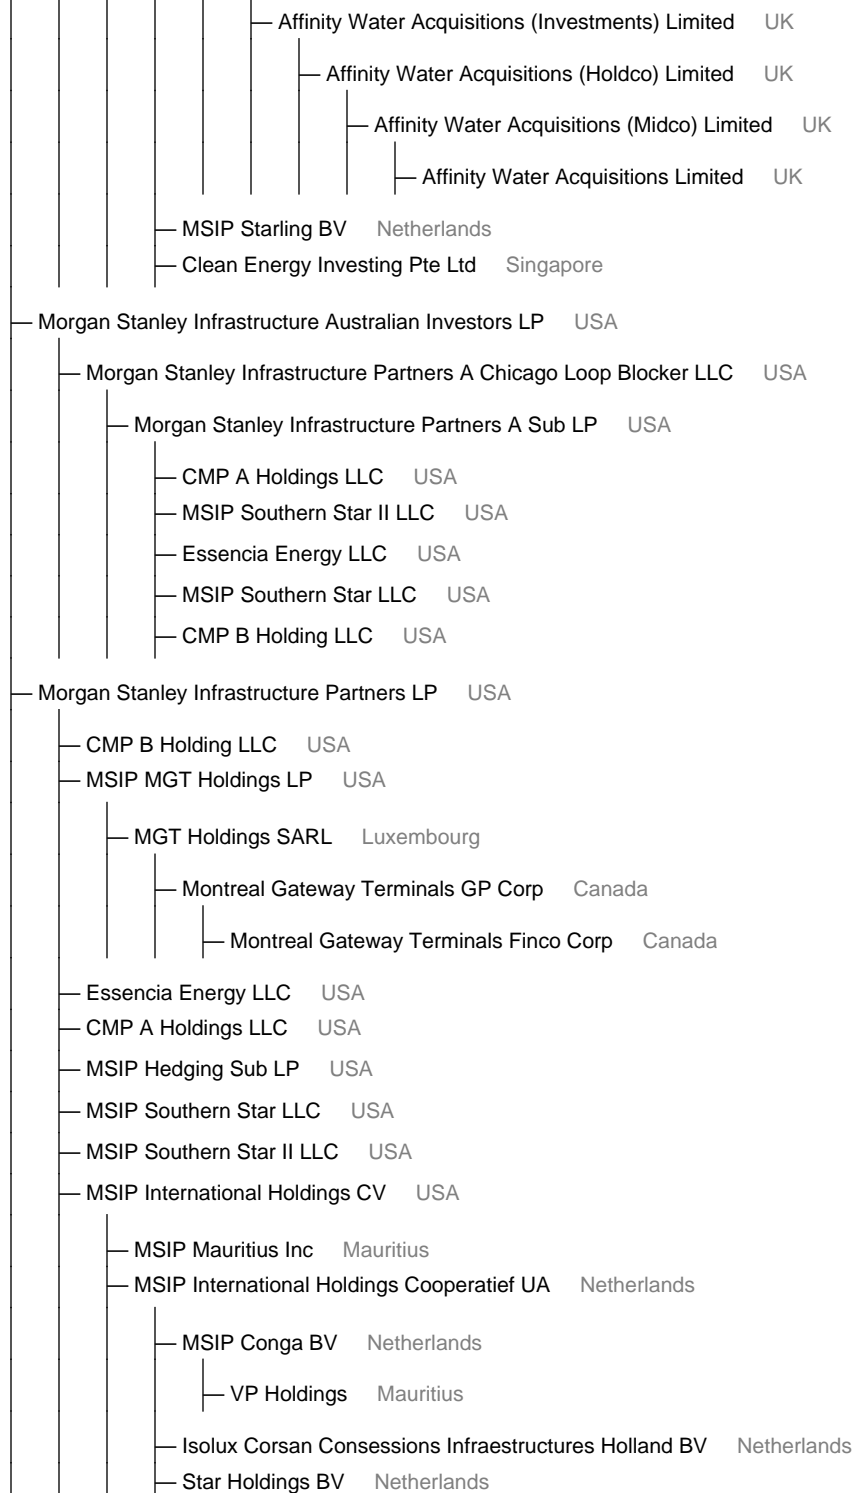 Affinity Water Acquisitions (Investments) Limited UK
Affinity Water Acquisitions (Holdco) Limited UK
Affinity Water Acquisitions (Midco) Limited UK
Affinity Water Acquisitions Limited UK
MSIP Starling BV Netherlands
Clean Energy Investing Pte Ltd Singapore
Morgan Stanley Infrastructure Australian Investors LP USA
Morgan Stanley Infrastructure Partners A Chicago Loop Blocker LLC USA
Morgan Stanley Infrastructure Partners A Sub LP USA
CMP A Holdings LLC USA
MSIP Southern Star II LLC USA
Essencia Energy LLC USA
MSIP Southern Star LLC USA
CMP B Holding LLC USA
Morgan Stanley Infrastructure Partners LP USA
CMP B Holding LLC USA
MSIP MGT Holdings LP USA
MGT Holdings SARL Luxembourg
Montreal Gateway Terminals GP Corp Canada
Montreal Gateway Terminals Finco Corp Canada
Essencia Energy LLC USA
CMP A Holdings LLC USA
MSIP Hedging Sub LP USA
MSIP Southern Star LLC USA
MSIP Southern Star II LLC USA
MSIP International Holdings CV USA
MSIP Mauritius Inc Mauritius
MSIP International Holdings Cooperatief UA Netherlands
MSIP Conga BV Netherlands
VP Holdings Mauritius
Isolux Corsan Consessions Infraestructures Holland BV Netherlands
Star Holdings BV Netherlands